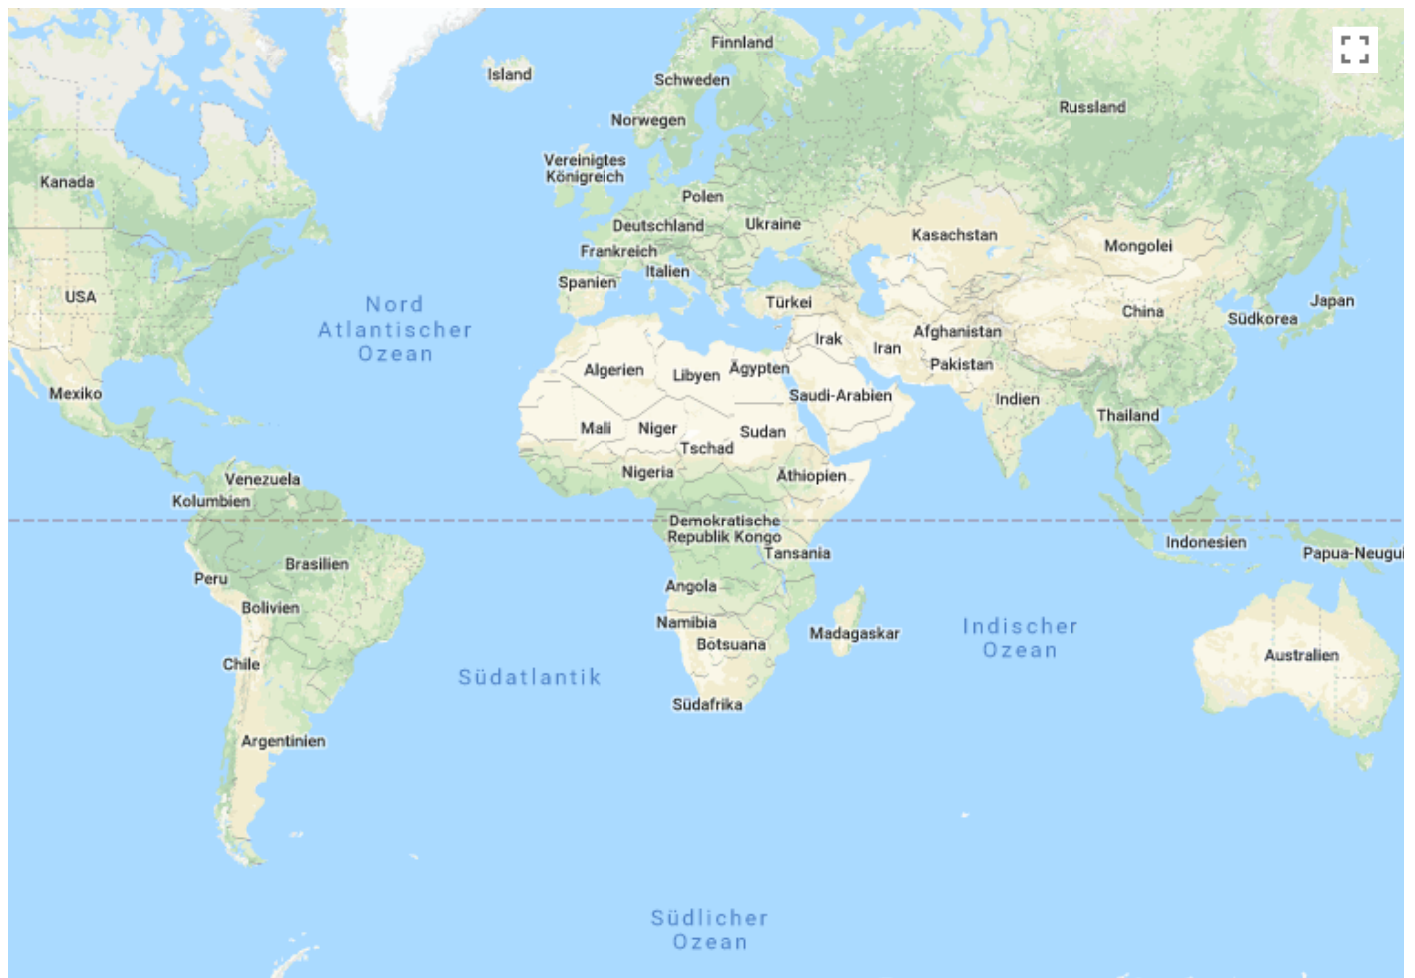 Finnland
Island
Schweden
Russland
Norwegen
Vereinigtes
Königreich
Kanada
Polen
Deutschland
Ukraine
Kasachstan
Mongolei
Frankreich
Italien
Spanien
USA
Nord
Atlantischer
Ozean
Türkei
Japan
China
Südkorea
Afghanistan
Irak
Iran
Pakistan
Algerien
Libyen
Ägypten
Mexiko
Saudi-Arabien
Indien
Thailand
Mali
Niger
Sudan
Tschad
Nigeria
Äthiopien
Venezuela
Kolumbien
Demokratische
Republik Kongo
Indonesien
Tansania
Papua-Neugui
Brasilien
Peru
Angola
Bolivien
Namibia
Madagaskar
Indischer
Ozean
Botsuana
Australien
Chile
Südatlantik
Südafrika
Argentinien
Südlicher
Ozean